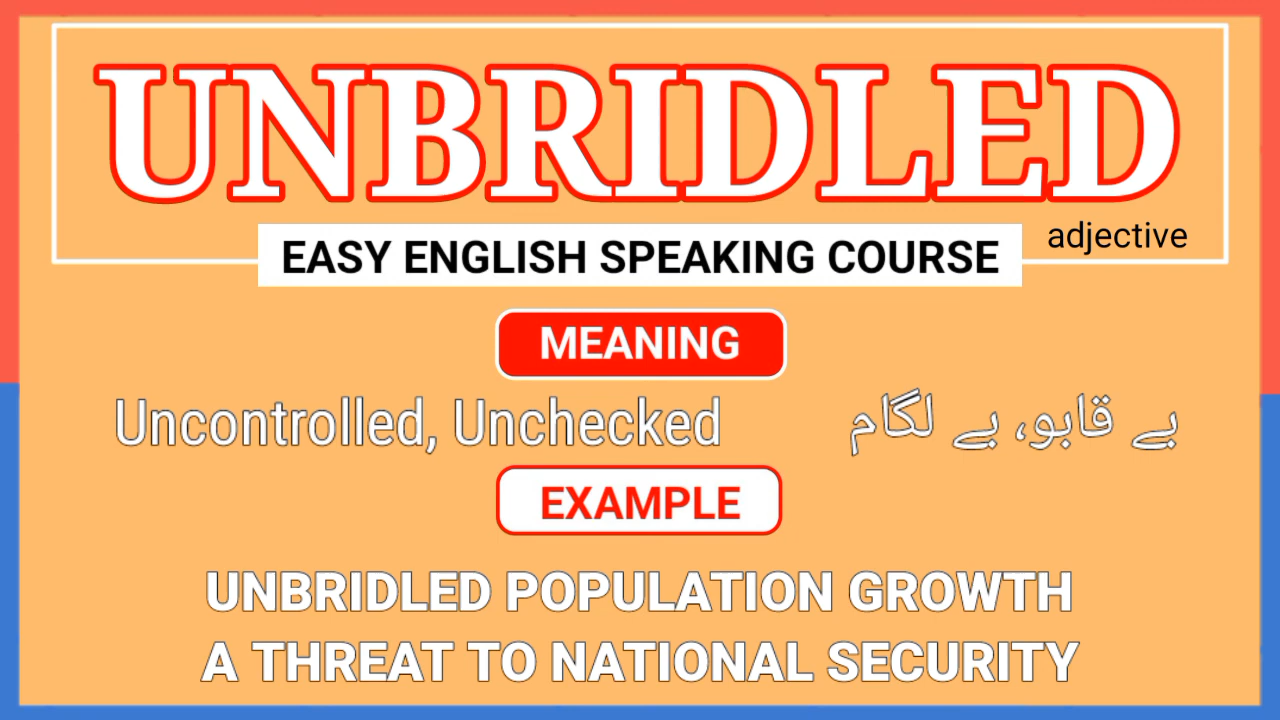 UNBRIDLED
adjective
EASY ENGLISH SPEAKING COURSE
MEANING
Uncontrolled, Unchecked
بے قابو، بے لگام
EXAMPLE
UNBRIDLED POPULATION GROWTH
A THREAT TO NATIONAL SECURITY